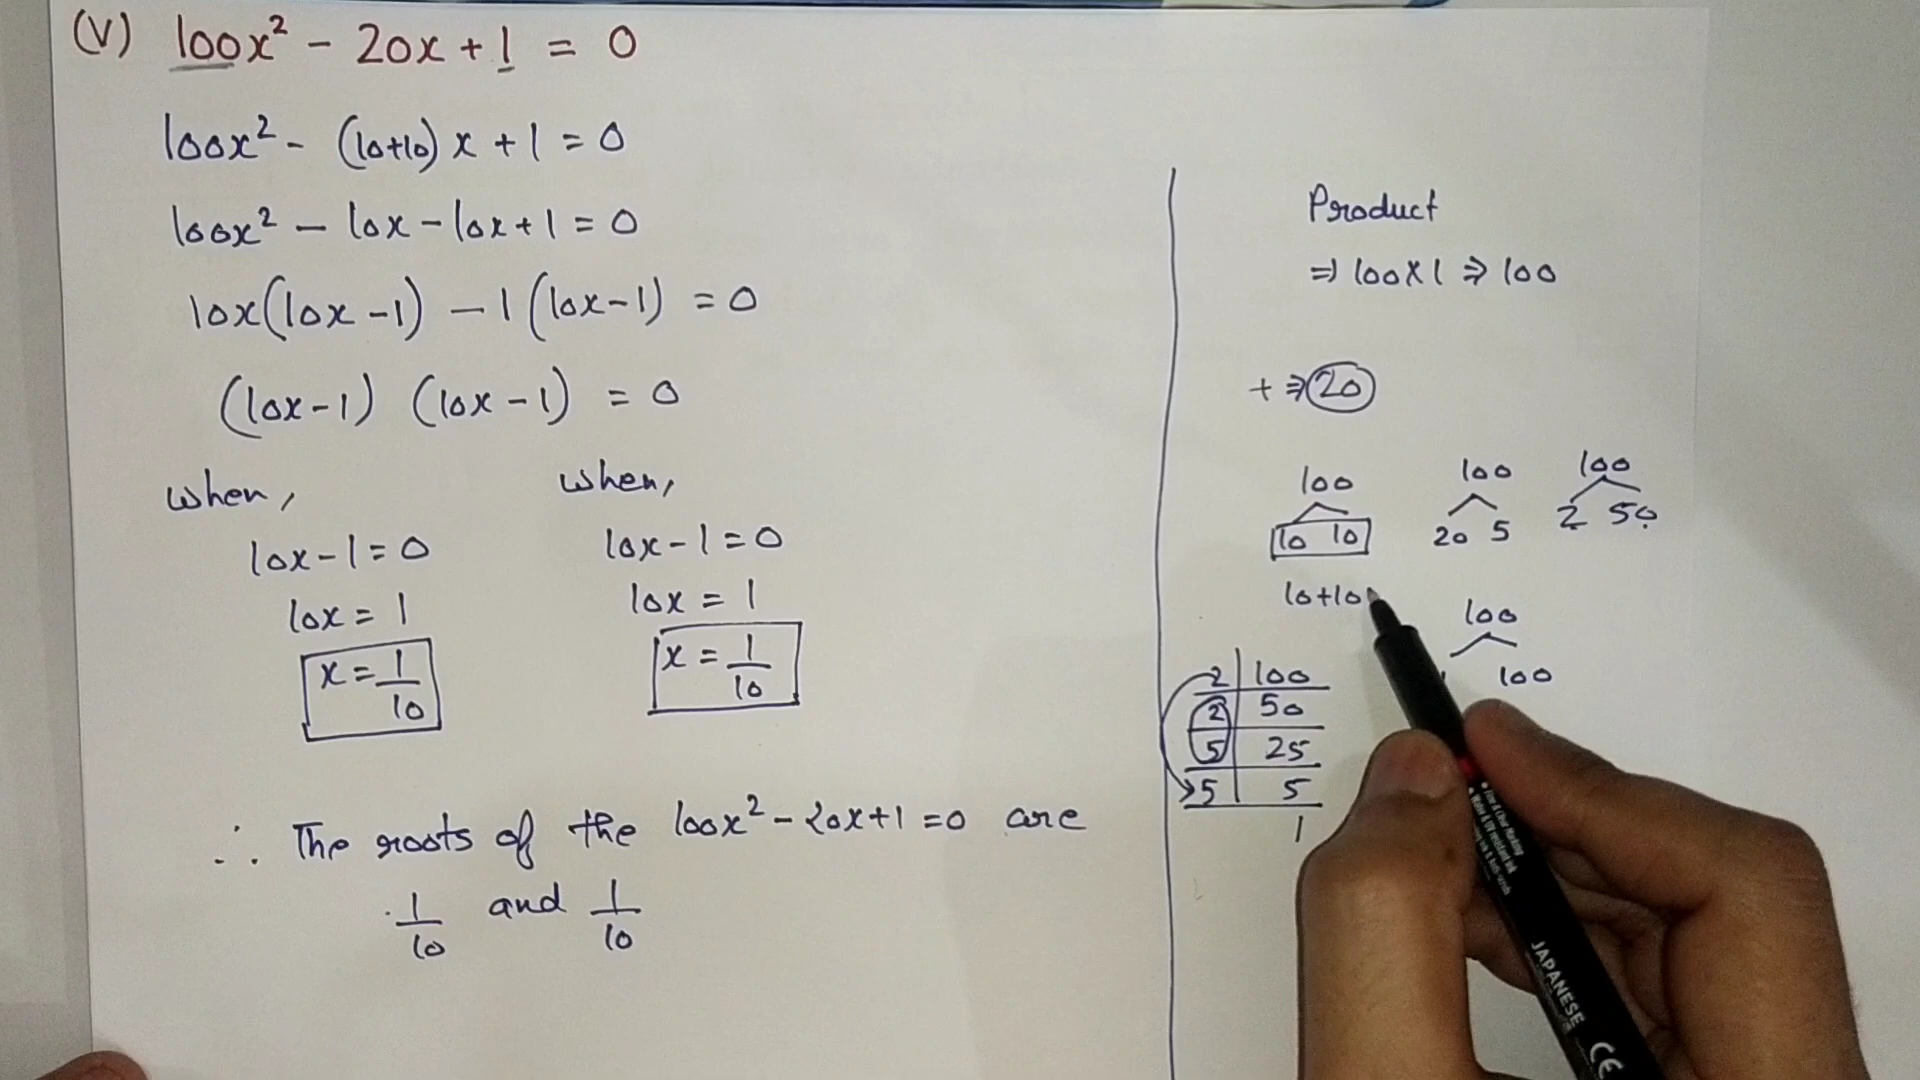 (V) 100x² - 20x + 1 = 0
100x² - (10+10) x + 1 = 0
100x² - 10x - 10x + 1 = 0
10x(10x - 1) - 1 (10x - 1) = 0
(10x - 1) (10x - 1) = 0
when,
10x - 1 = 0
10x = 1
x = 1/10
when,
10x - 1 = 0
10x = 1
x = 1/10
∴ The roots of the 100x² - 20x + 1 = 0 are
1/10 and 1/10
Product
⇒ 100 X 1 ⇒ 100
+ ⇒ 20
100 100 100
10 10 20 5 2 50
10+10
100
100
2 | 100
2 | 50
5 | 25
5 | 5
1
JAPANESE
CE